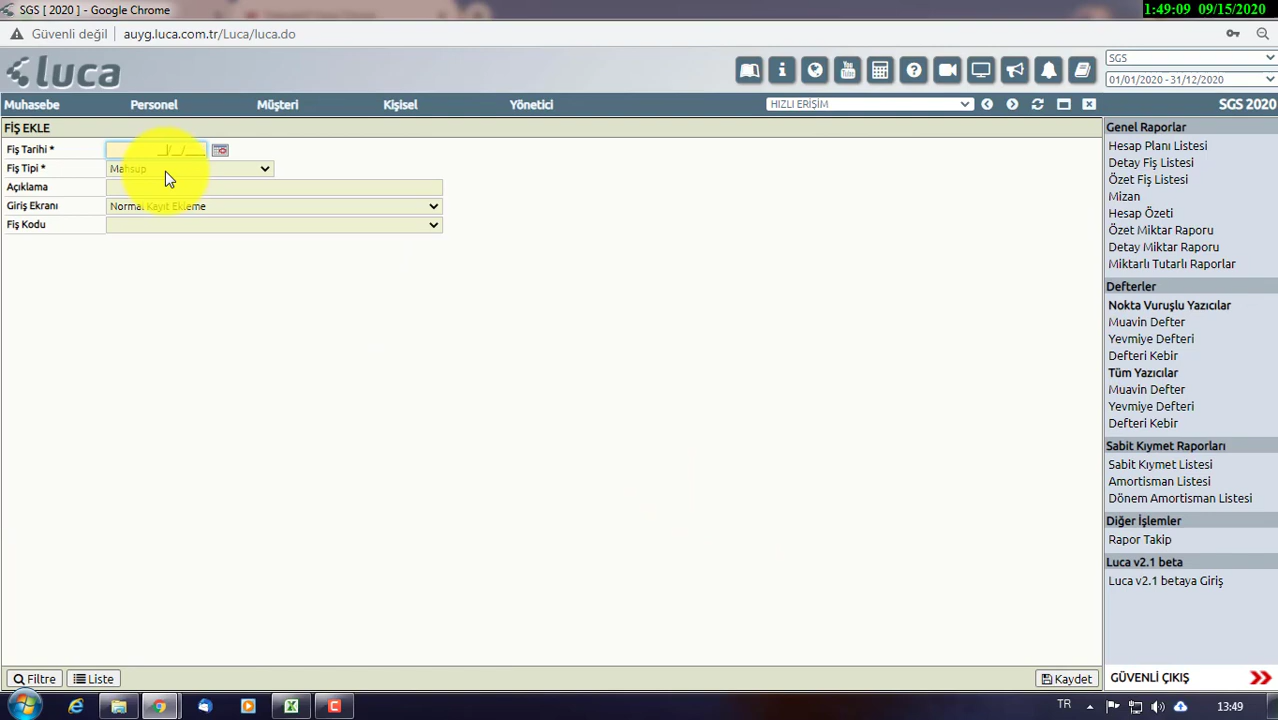 SGS [ 2020 ] - Google Chrome
1:49:09 09/15/2020
Güvenli değil auyg.luca.com.tr/Luca/luca.do
luca
SGS
01/01/2020 - 31/12/2020
Muhasebe Personel Müşteri Kişisel Yönetici HIZLI ERİŞİM SGS 2020
FİŞ EKLE
Fiş Tarihi * __/__/____
Fiş Tipi * Mahsup
Açıklama
Giriş Ekranı Normal Kayıt Ekleme
Fiş Kodu
Genel Raporlar
Hesap Planı Listesi
Detay Fiş Listesi
Özet Fiş Listesi
Mizan
Hesap Özeti
Özet Miktar Raporu
Detay Miktar Raporu
Miktarlı Tutarlı Raporlar
Defterler
Nokta Vuruşlu Yazıcılar
Muavin Defter
Yevmiye Defteri
Defteri Kebir
Tüm Yazıcılar
Muavin Defter
Yevmiye Defteri
Defteri Kebir
Sabit Kıymet Raporları
Sabit Kıymet Listesi
Amortisman Listesi
Dönem Amortisman Listesi
Diğer İşlemler
Rapor Takip
Luca v2.1 beta
Luca v2.1 betaya Giriş
Filtre Liste Kaydet GÜVENLİ ÇIKIŞ
TR 13:49